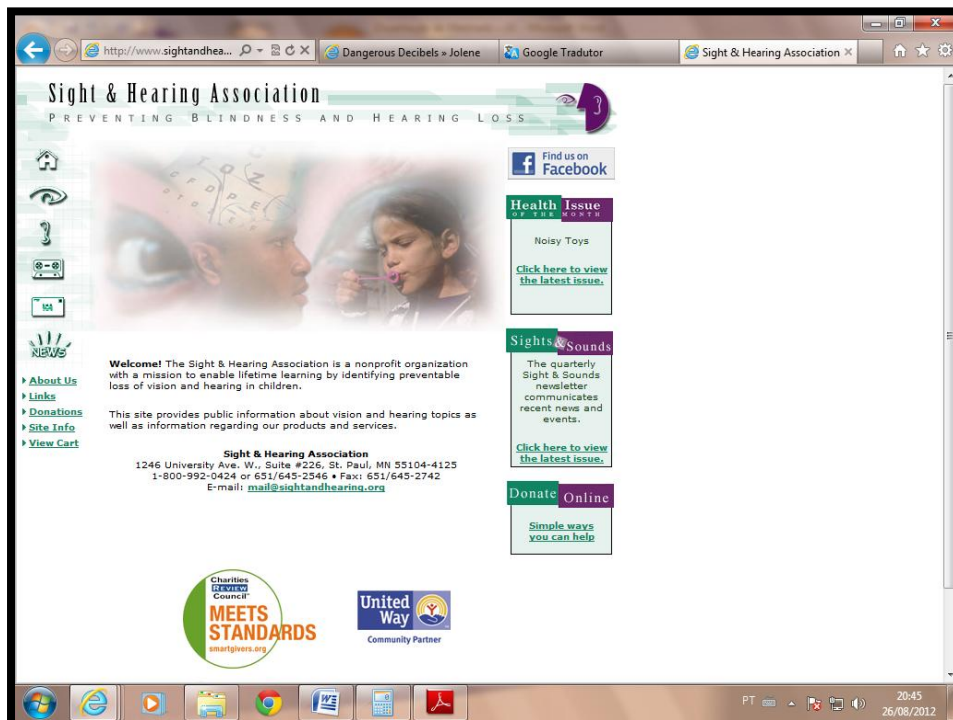 http://www.sightandhea...
Dangerous Decibels » Jolene
Google Tradutor
Sight & Hearing Association
Sight & Hearing Association
PREVENTING BLINDNESS AND HEARING LOSS
Find us on
Facebook
Health Issue
OF THE MONTH
Noisy Toys
Click here to view
the latest issue.
NEWS
About Us
Links
Donations
Site Info
View Cart
Welcome! The Sight & Hearing Association is a nonprofit organization
with a mission to enable lifetime learning by identifying preventable
loss of vision and hearing in children.
This site provides public information about vision and hearing topics as
well as information regarding our products and services.
Sight & Hearing Association
1246 University Ave. W., Suite #226, St. Paul, MN 55104-4125
1-800-992-0424 or 651/645-2546 • Fax: 651/645-2742
E-mail: mail@sightandhearing.org
Sights & Sounds
The quarterly
Sight & Sounds
newsletter
communicates
recent news and
events.
Click here to view
the latest issue.
Donate Online
Simple ways
you can help
Charities
REVIEW
Council
MEETS
STANDARDS
smartgivers.org
United
Way
Community Partner
PT
20:45
26/08/2012